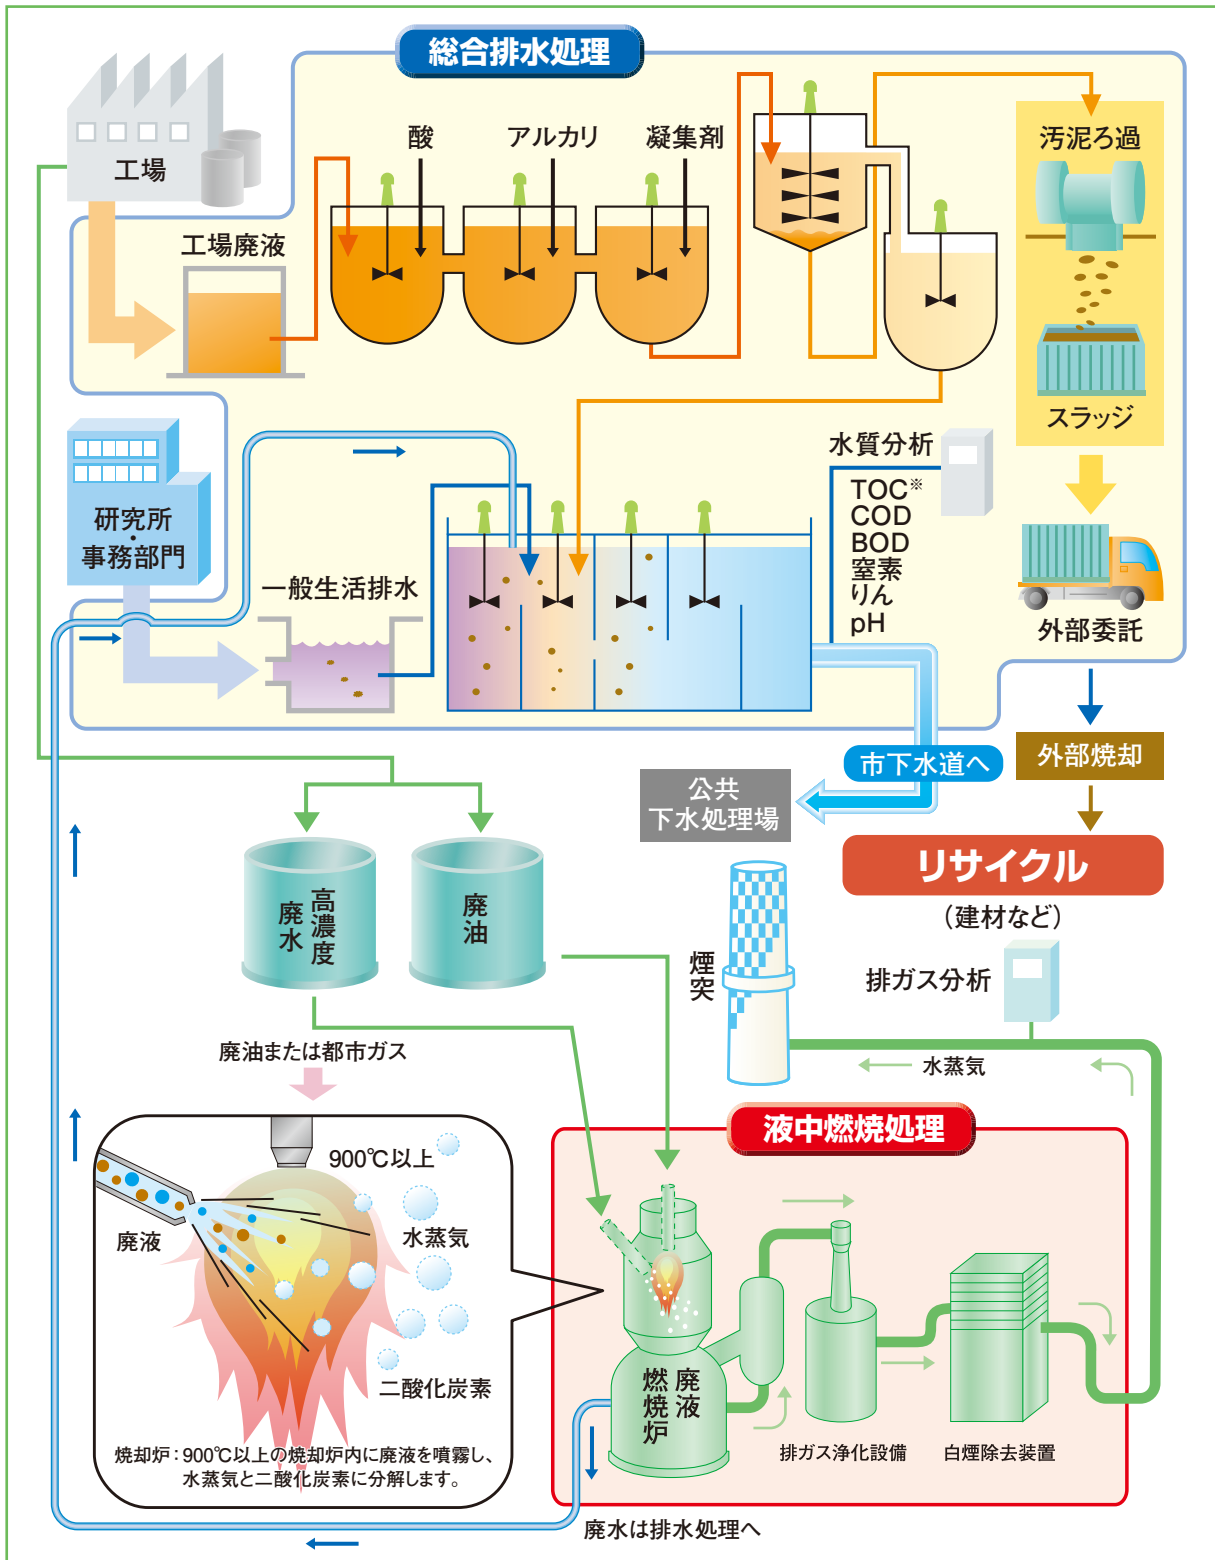 総合排水処理
工場
酸
アルカリ
凝集剤
汚泥ろ過
工場廃液
スラッジ
水質分析
TOC※
COD
BOD
窒素
りん
pH
研究所
・
事務部門
一般生活排水
外部委託
市下水道へ
外部焼却
公共
下水処理場
リサイクル
（建材など）
高濃度
廃水
廃油
煙突
排ガス分析
廃油または都市ガス
水蒸気
液中燃焼処理
900℃以上
廃液
水蒸気
二酸化炭素
焼却炉：900℃以上の焼却炉内に廃液を噴霧し、
水蒸気と二酸化炭素に分解します。
廃液
燃焼炉
排ガス浄化設備
白煙除去装置
廃水は排水処理へ